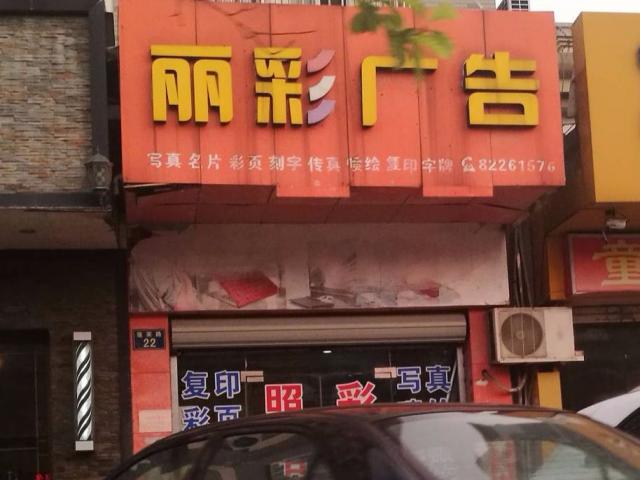 丽彩广告
写真 名片 彩页 刻字 传真 喷绘 复印 字牌 ☎82261576
童
22
复印
彩页
照 彩
写真